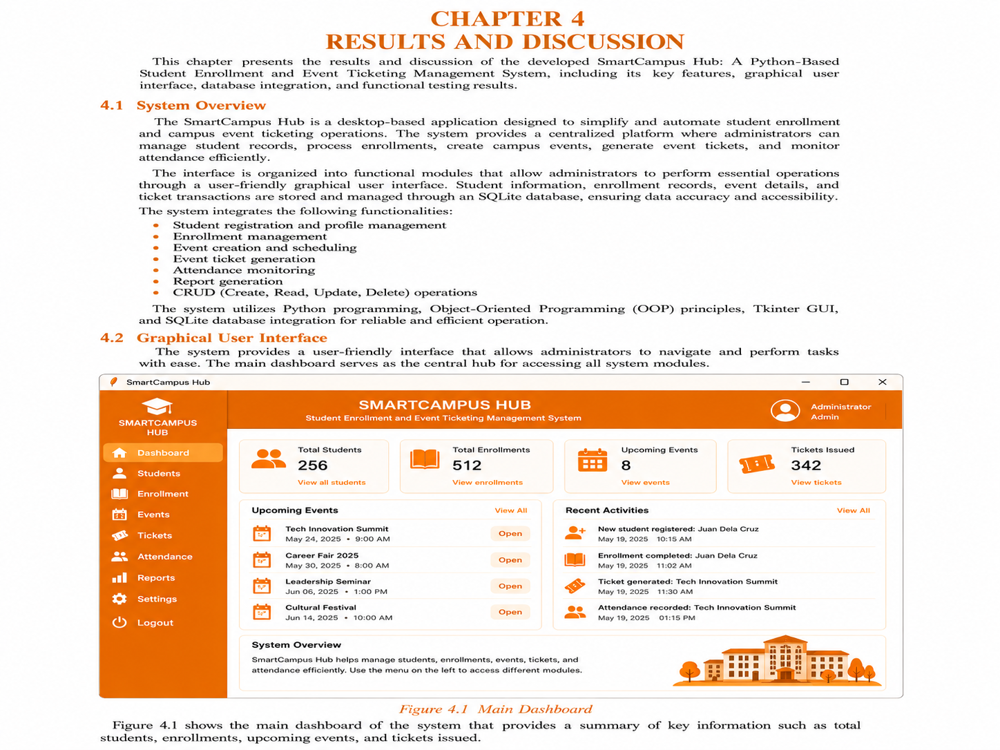 CHAPTER 4
RESULTS AND DISCUSSION
This chapter presents the results and discussion of the developed SmartCampus Hub: A Python-Based
Student Enrollment and Event Ticketing Management System, including its key features, graphical user
interface, database integration, and functional testing results.
4.1 System Overview
The SmartCampus Hub is a desktop-based application designed to simplify and automate student enrollment
and campus event ticketing operations. The system provides a centralized platform where administrators can
manage student records, process enrollments, create campus events, generate event tickets, and monitor
attendance efficiently.
The interface is organized into functional modules that allow administrators to perform essential operations
through a user-friendly graphical user interface. Student information, enrollment records, event details, and
ticket transactions are stored and managed through an SQLite database, ensuring data accuracy and accessibility.
The system integrates the following functionalities:
• Student registration and profile management
• Enrollment management
• Event creation and scheduling
• Event ticket generation
• Attendance monitoring
• Report generation
• CRUD (Create, Read, Update, Delete) operations
The system utilizes Python programming, Object-Oriented Programming (OOP) principles, Tkinter GUI,
and SQLite database integration for reliable and efficient operation.
4.2 Graphical User Interface
The system provides a user-friendly interface that allows administrators to navigate and perform tasks
with ease. The main dashboard serves as the central hub for accessing all system modules.
SmartCampus Hub
SMARTCAMPUS
HUB
Dashboard
Students
Enrollment
Events
Tickets
Attendance
Reports
Settings
Logout
SMARTCAMPUS HUB
Student Enrollment and Event Ticketing Management System
Administrator
Admin
Total Students
256
View all students
Total Enrollments
512
View enrollments
Upcoming Events
8
View events
Tickets Issued
342
View tickets
Upcoming Events View All
Tech Innovation Summit
May 24, 2025 • 9:00 AM
Open
Career Fair 2025
May 30, 2025 • 8:00 AM
Open
Leadership Seminar
Jun 06, 2025 • 1:00 PM
Open
Cultural Festival
Jun 14, 2025 • 10:00 AM
Open
Recent Activities View All
New student registered: Juan Dela Cruz
May 19, 2025 10:15 AM
Enrollment completed: Juan Dela Cruz
May 19, 2025 11:02 AM
Ticket generated: Tech Innovation Summit
May 19, 2025 11:30 AM
Attendance recorded: Tech Innovation Summit
May 19, 2025 01:15 PM
System Overview
SmartCampus Hub helps manage students, enrollments, events, tickets, and
attendance efficiently. Use the menu on the left to access different modules.
Figure 4.1 Main Dashboard
Figure 4.1 shows the main dashboard of the system that provides a summary of key information such as total
students, enrollments, upcoming events, and tickets issued.